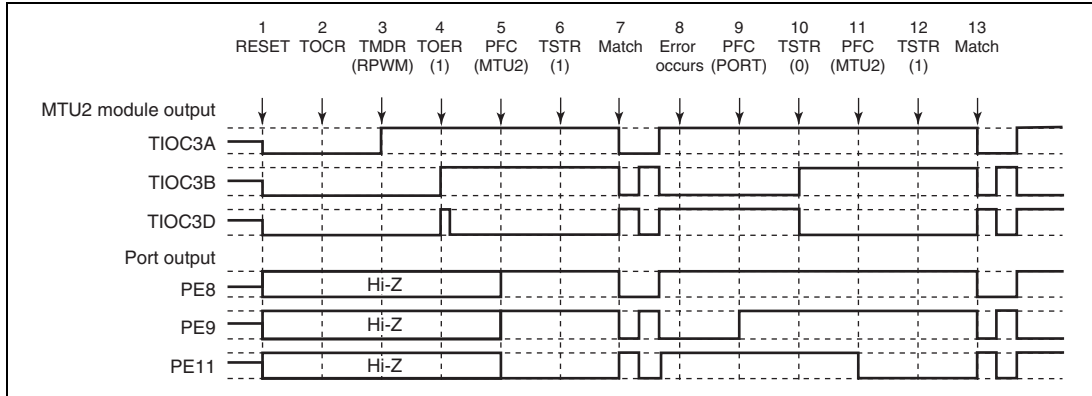 1 2 3 4 5 6 7 8 9 10 11 12 13
RESET TOCR TMDR TOER PFC TSTR Match Error PFC TSTR PFC TSTR Match
(RPWM) (1) (MTU2) (1) occurs (PORT) (0) (MTU2) (1)
MTU2 module output
TIOC3A
TIOC3B
TIOC3D
Port output
PE8 Hi-Z
PE9 Hi-Z
PE11 Hi-Z